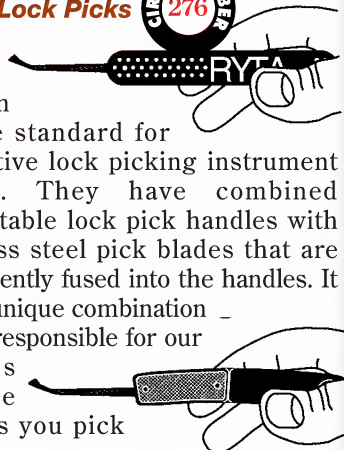 Lock Picks
276
RYTA
n
e standard for
tive lock picking instrument
. They have combined
table lock pick handles with
ss steel pick blades that are
ently fused into the handles. It
unique combination
responsible for our
s
e
s you pick